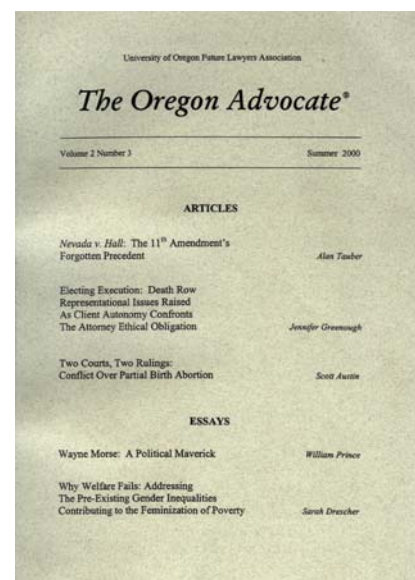 University of Oregon Future Lawyers Association
The Oregon Advocate®
Volume 2 Number 3 Summer 2000
ARTICLES
Nevada v. Hall: The 11th Amendment's
Forgotten Precedent Alan Tauber
Electing Execution: Death Row
Representational Issues Raised
As Client Autonomy Confronts
The Attorney Ethical Obligation Jennifer Greenough
Two Courts, Two Rulings:
Conflict Over Partial Birth Abortion Scott Austin
ESSAYS
Wayne Morse: A Political Maverick William Prince
Why Welfare Fails: Addressing
The Pre-Existing Gender Inequalities
Contributing to the Feminization of Poverty Sarah Drescher